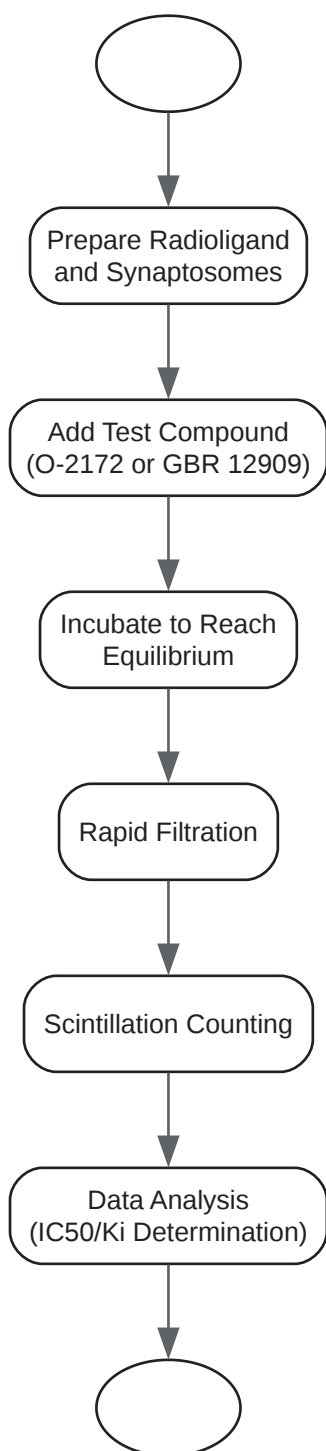 Prepare Radioligand
and Synaptosomes
Add Test Compound
(O-2172 or GBR 12909)
Incubate to Reach
Equilibrium
Rapid Filtration
Scintillation Counting
Data Analysis
(IC50/Ki Determination)